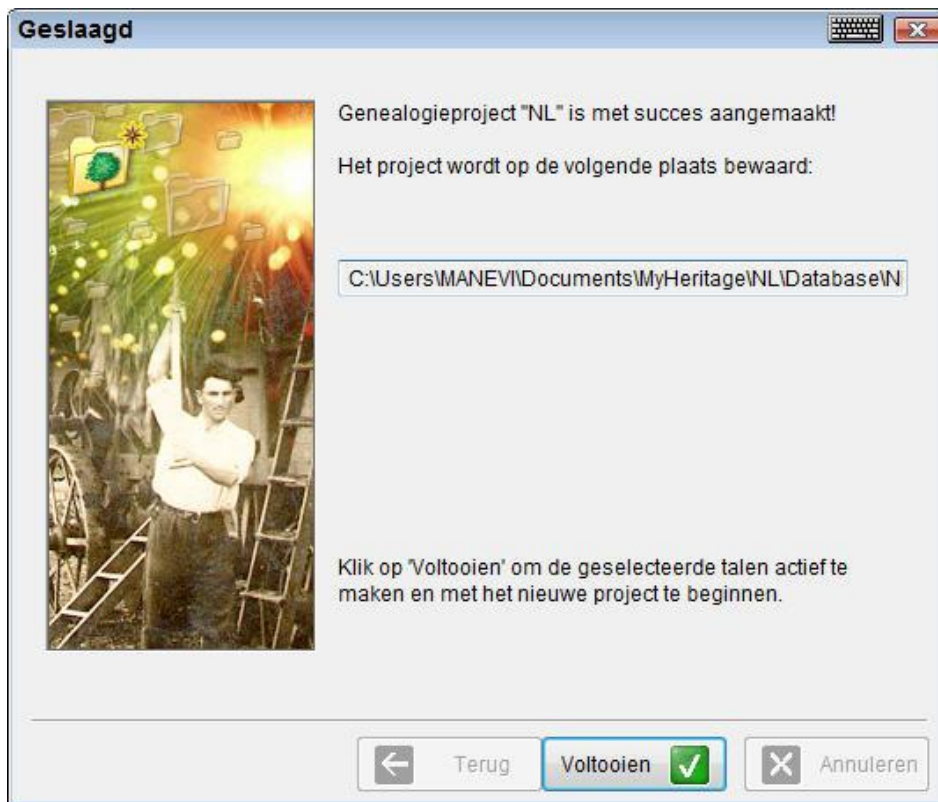 Geslaagd
Genealogieproject "NL" is met succes aangemaakt!
Het project wordt op de volgende plaats bewaard:
C:\Users\MANEVI\Documents\MyHeritage\NL\Database\N
Klik op 'Voltooien' om de geselecteerde talen actief te
maken en met het nieuwe project te beginnen.
Terug
Voltooien
Annuleren